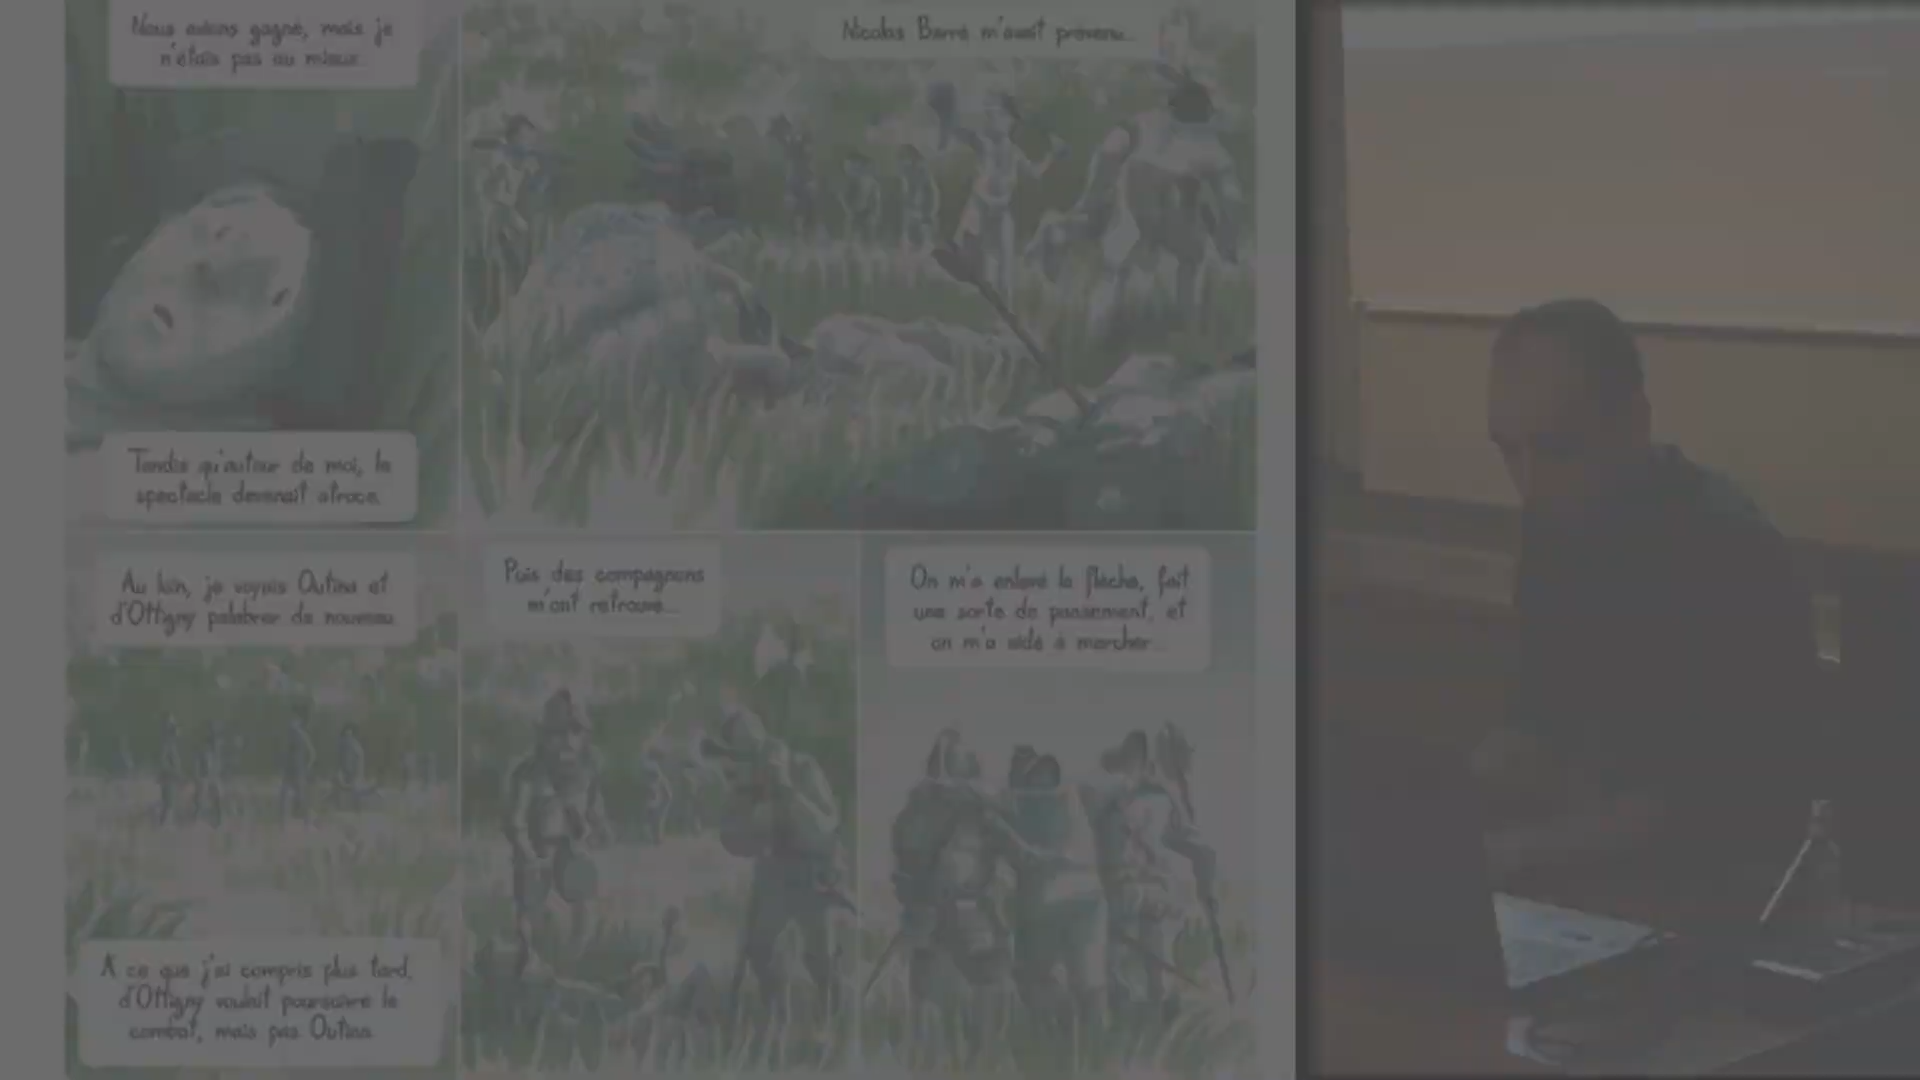 Nous avions gagné, mais je
n'étais pas au mieux.
Nicolas Barré m'avait prévenu...
Tandis qu'autour de moi, le
spectacle devenait atroce.
Au loin, je voyais Outina et
d'Ottigny palabrer de nouveau.
Puis des compagnons
m'ont retrouvé...
On m'a enlevé la flèche, fait
une sorte de pansement, et
on m'a aidé à marcher...
A ce que j'ai compris plus tard,
d'Ottigny voulait poursuivre le
combat, mais pas Outina.